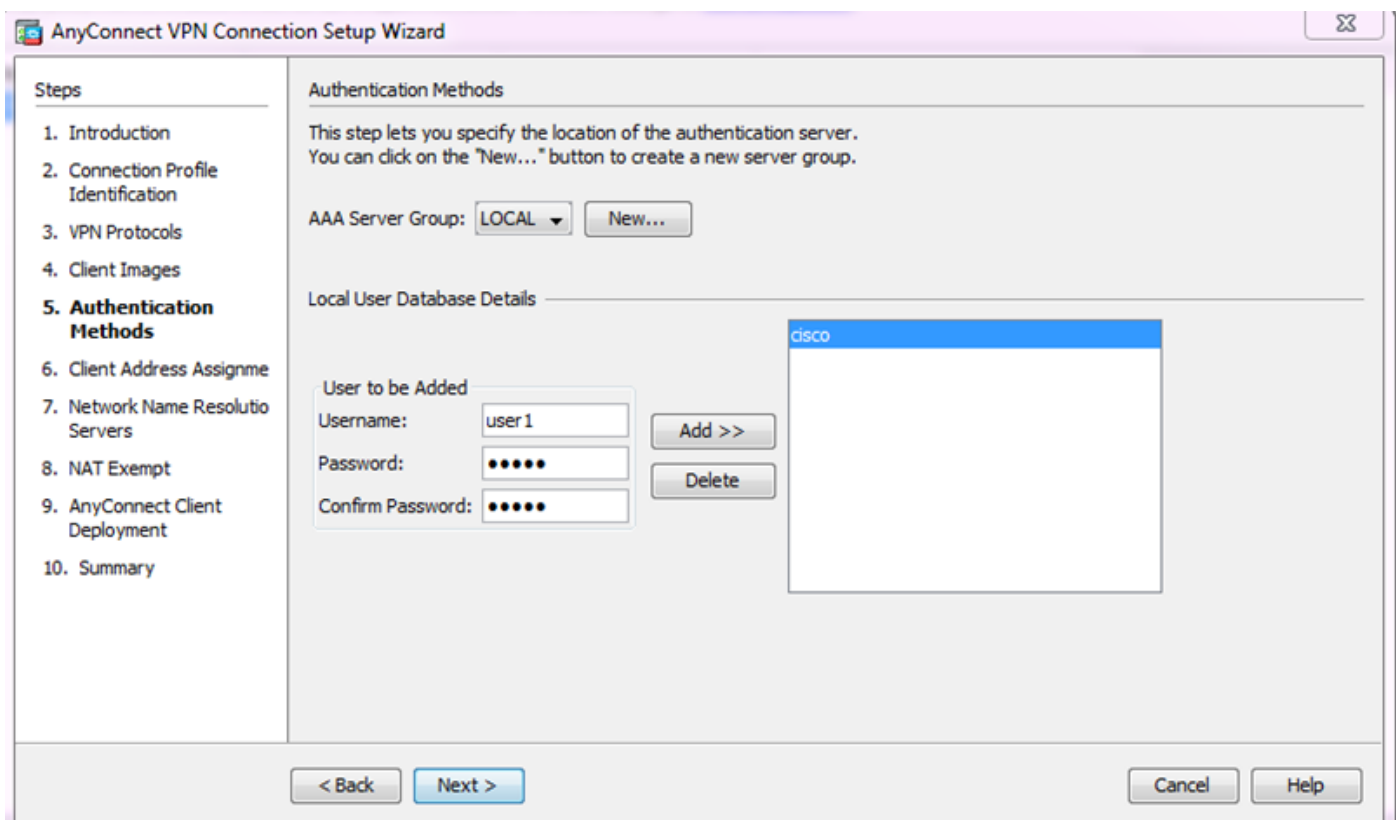 AnyConnect VPN Connection Setup Wizard
Steps
1. Introduction
2. Connection Profile
Identification
3. VPN Protocols
4. Client Images
5. Authentication
Methods
6. Client Address Assignme
7. Network Name Resolutio
Servers
8. NAT Exempt
9. AnyConnect Client
Deployment
10. Summary
Authentication Methods
This step lets you specify the location of the authentication server.
You can click on the "New..." button to create a new server group.
AAA Server Group: LOCAL New...
Local User Database Details
User to be Added
Username: user1
Password: •••••
Confirm Password: •••••
Add >>
Delete
cisco
< Back Next > Cancel Help